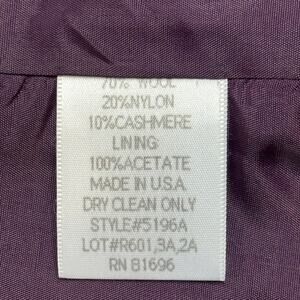 70% WOOL
20%NYLON
10%CASHMERE
LINING
100%ACETATE
MADE IN U.S.A.
DRY CLEAN ONLY
STYLE#5196A
LOT#R601,3A,2A
RN 81696